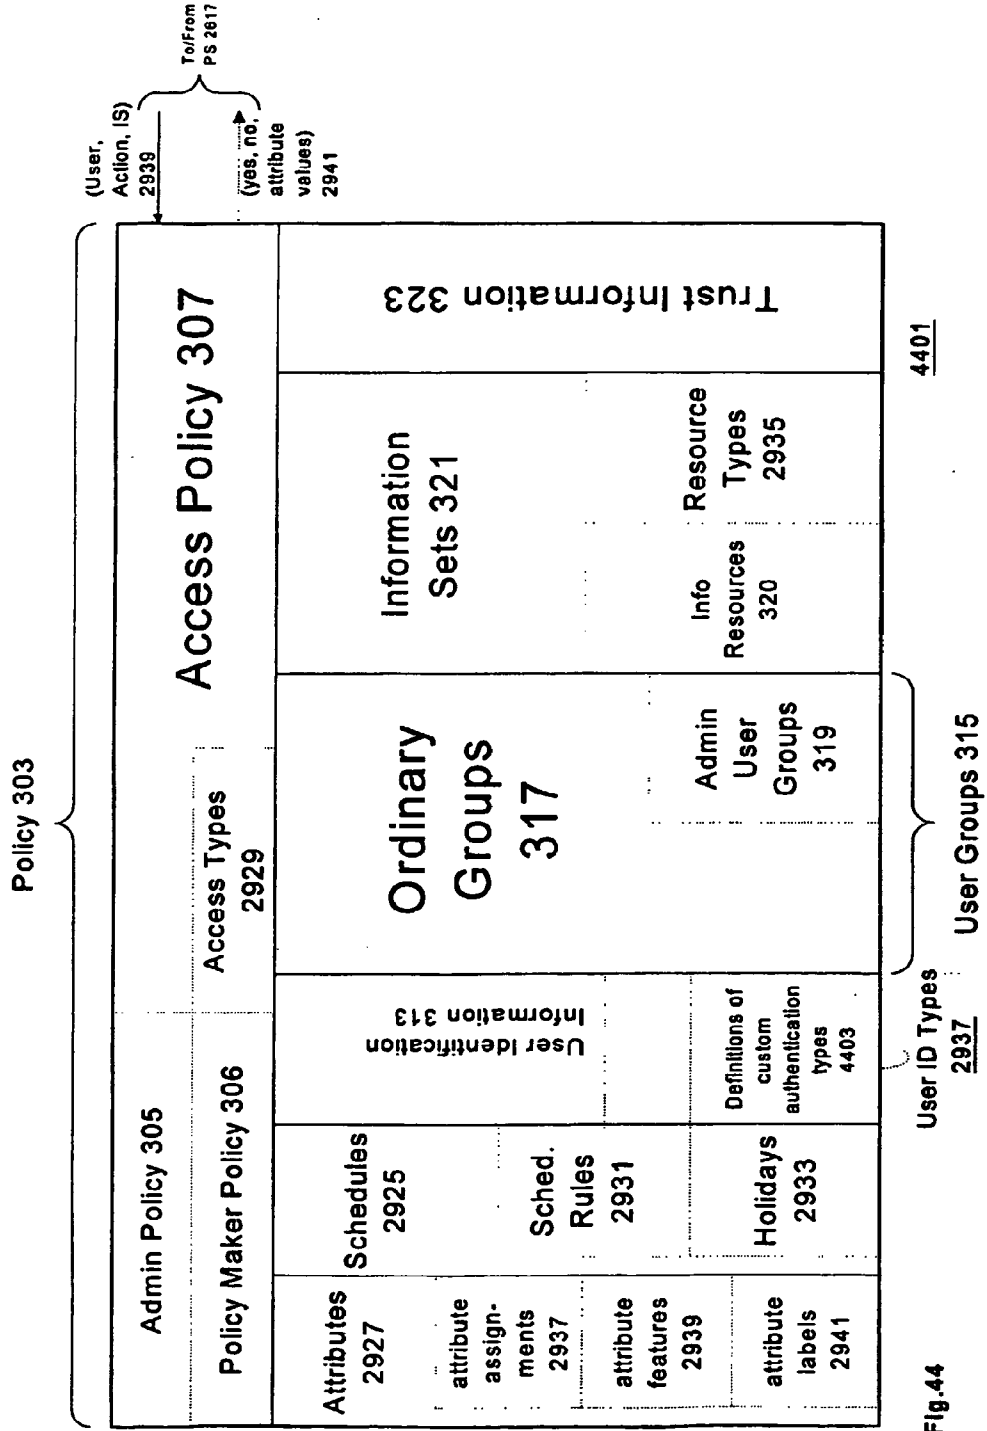 Policy 303
(User,
Action, IS)
2939
To/From
PS 2617
(yes, no,
attribute
values)
2941
Admin Policy 305
Policy Maker Policy 306
Access Types
2929
Access Policy 307
Attributes
2927
attribute
assign-
ments
2937
attribute
features
2939
attribute
labels
2941
Schedules
2925
Sched.
Rules
2931
Holidays
2933
User Identification
Information 313
Definitions of
custom
authentication
types
4403
Ordinary
Groups
317
Admin
User
Groups
319
Information
Sets 321
Info
Resources
320
Resource
Types
2935
Trust Information 323
User ID Types
2937
User Groups 315
4401
Fig.44